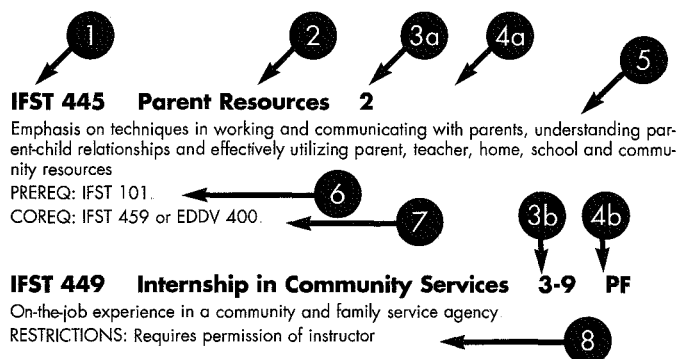 1 2 3a 4a 5
IFST 445 Parent Resources 2
Emphasis on techniques in working and communicating with parents, understanding par-
ent-child relationships and effectively utilizing parent, teacher, home, school and commu-
nity resources
PREREQ: IFST 101. 6
COREQ: IFST 459 or EDDV 400. 7 3b 4b
IFST 449 Internship in Community Services 3-9 PF
On-the-job experience in a community and family service agency.
RESTRICTIONS: Requires permission of instructor 8